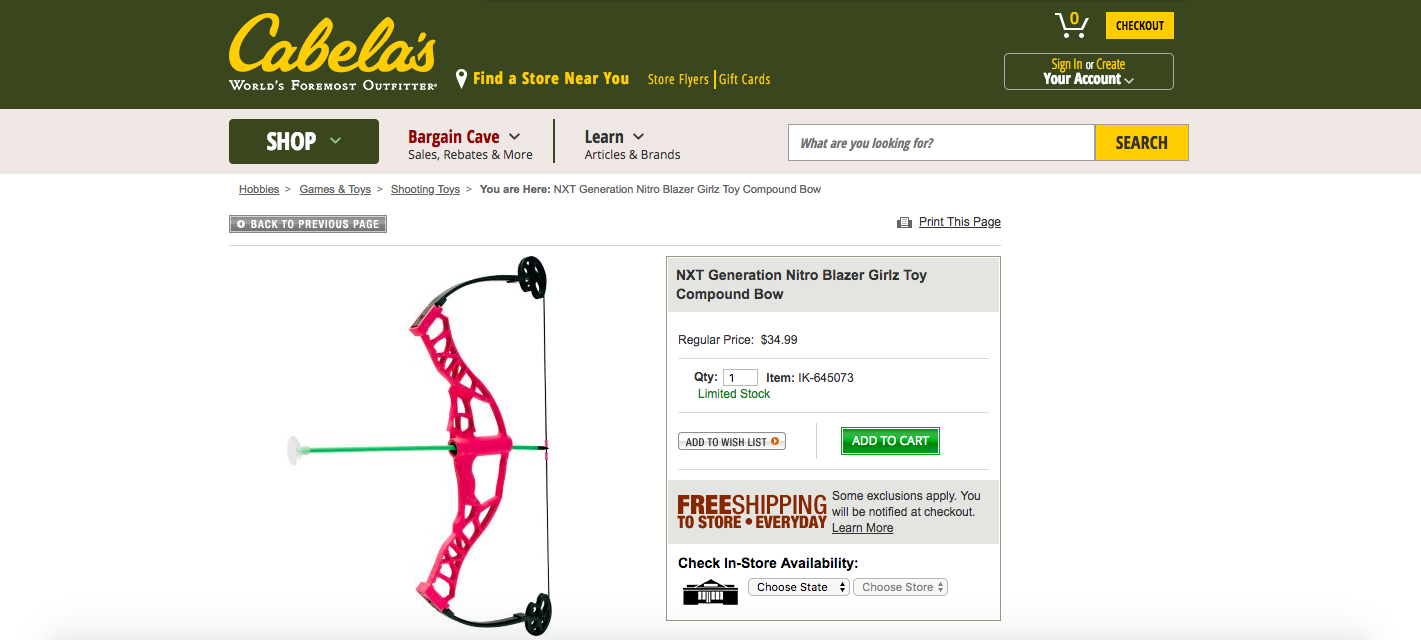 Cabela's
WORLD'S FOREMOST OUTFITTER®
Find a Store Near You
Store Flyers | Gift Cards
0
CHECKOUT
Sign In or Create
Your Account
SHOP
Bargain Cave
Sales, Rebates & More
Learn
Articles & Brands
What are you looking for?
SEARCH
Hobbies > Games & Toys > Shooting Toys > You are Here: NXT Generation Nitro Blazer Girlz Toy Compound Bow
BACK TO PREVIOUS PAGE
Print This Page
NXT Generation Nitro Blazer Girlz Toy
Compound Bow
Regular Price: $34.99
Qty: 1 Item: IK-645073
Limited Stock
ADD TO WISH LIST
ADD TO CART
FREE SHIPPING
TO STORE • EVERYDAY
Some exclusions apply. You
will be notified at checkout.
Learn More
Check In-Store Availability:
Choose State
Choose Store